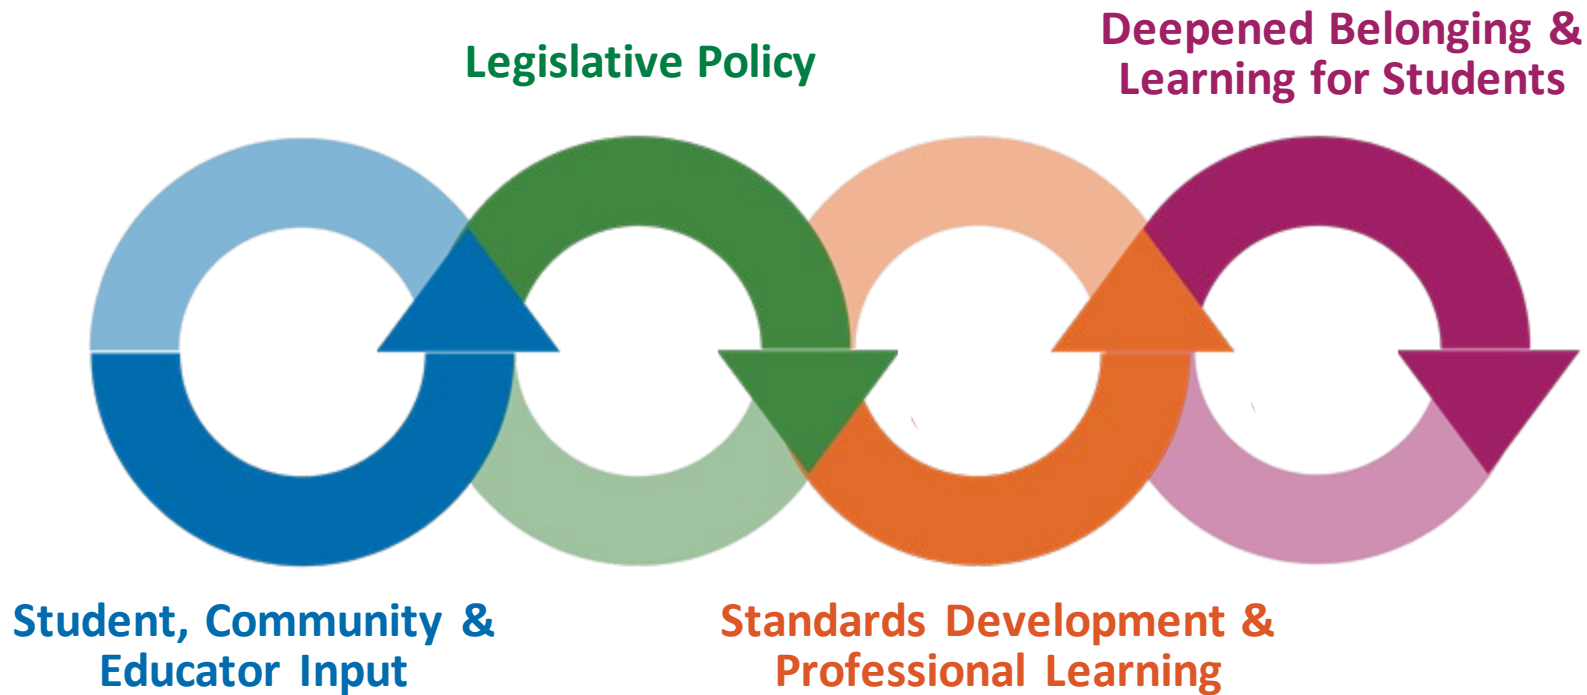 Legislative Policy
Deepened Belonging &
Learning for Students
Student, Community &
Educator Input
Standards Development &
Professional Learning